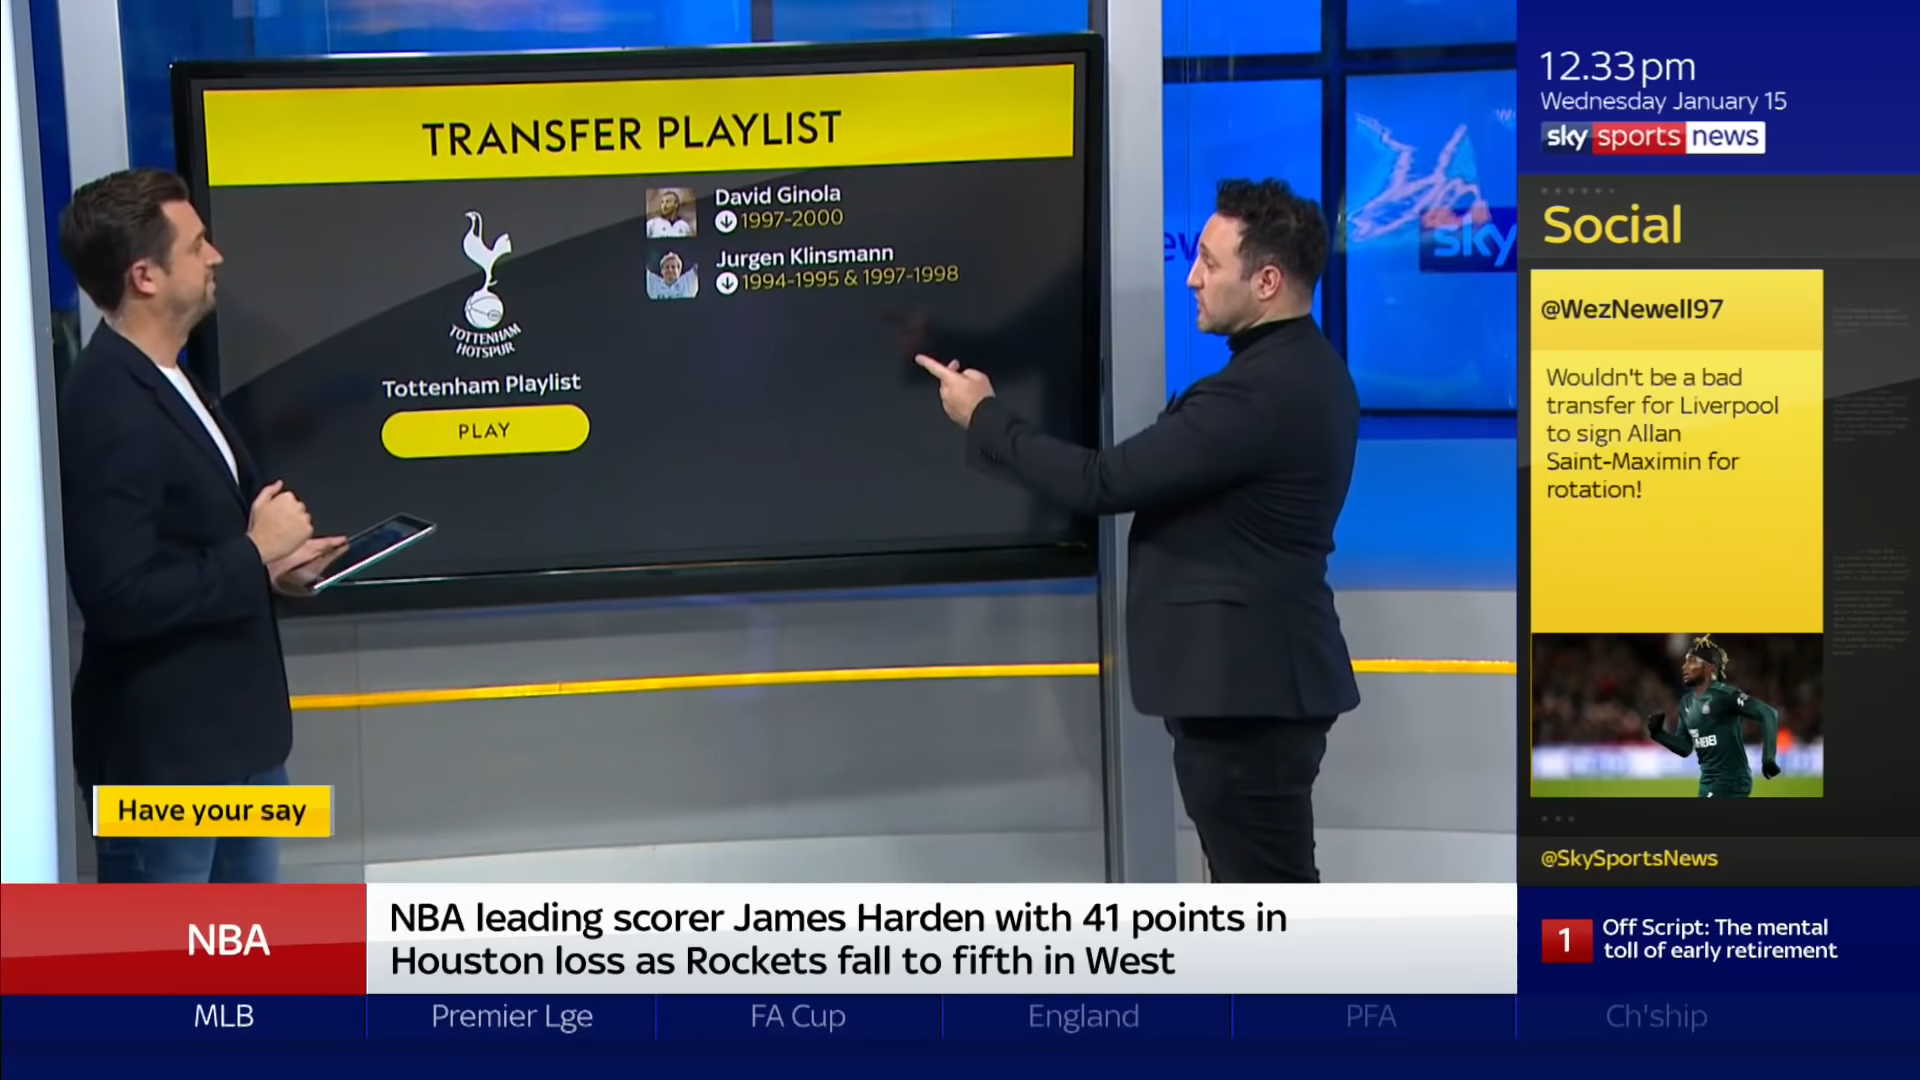 TRANSFER PLAYLIST
David Ginola
1997-2000
Jurgen Klinsmann
1994-1995 & 1997-1998
TOTTENHAM
HOTSPUR
Tottenham Playlist
PLAY
sky
12.33pm
Wednesday January 15
sky sports news
Social
@WezNewell97
Wouldn't be a bad
transfer for Liverpool
to sign Allan
Saint-Maximin for
rotation!
@SkySportsNews
Have your say
NBA
NBA leading scorer James Harden with 41 points in
Houston loss as Rockets fall to fifth in West
1
Off Script: The mental
toll of early retirement
MLB
Premier Lge
FA Cup
England
PFA
Ch'ship